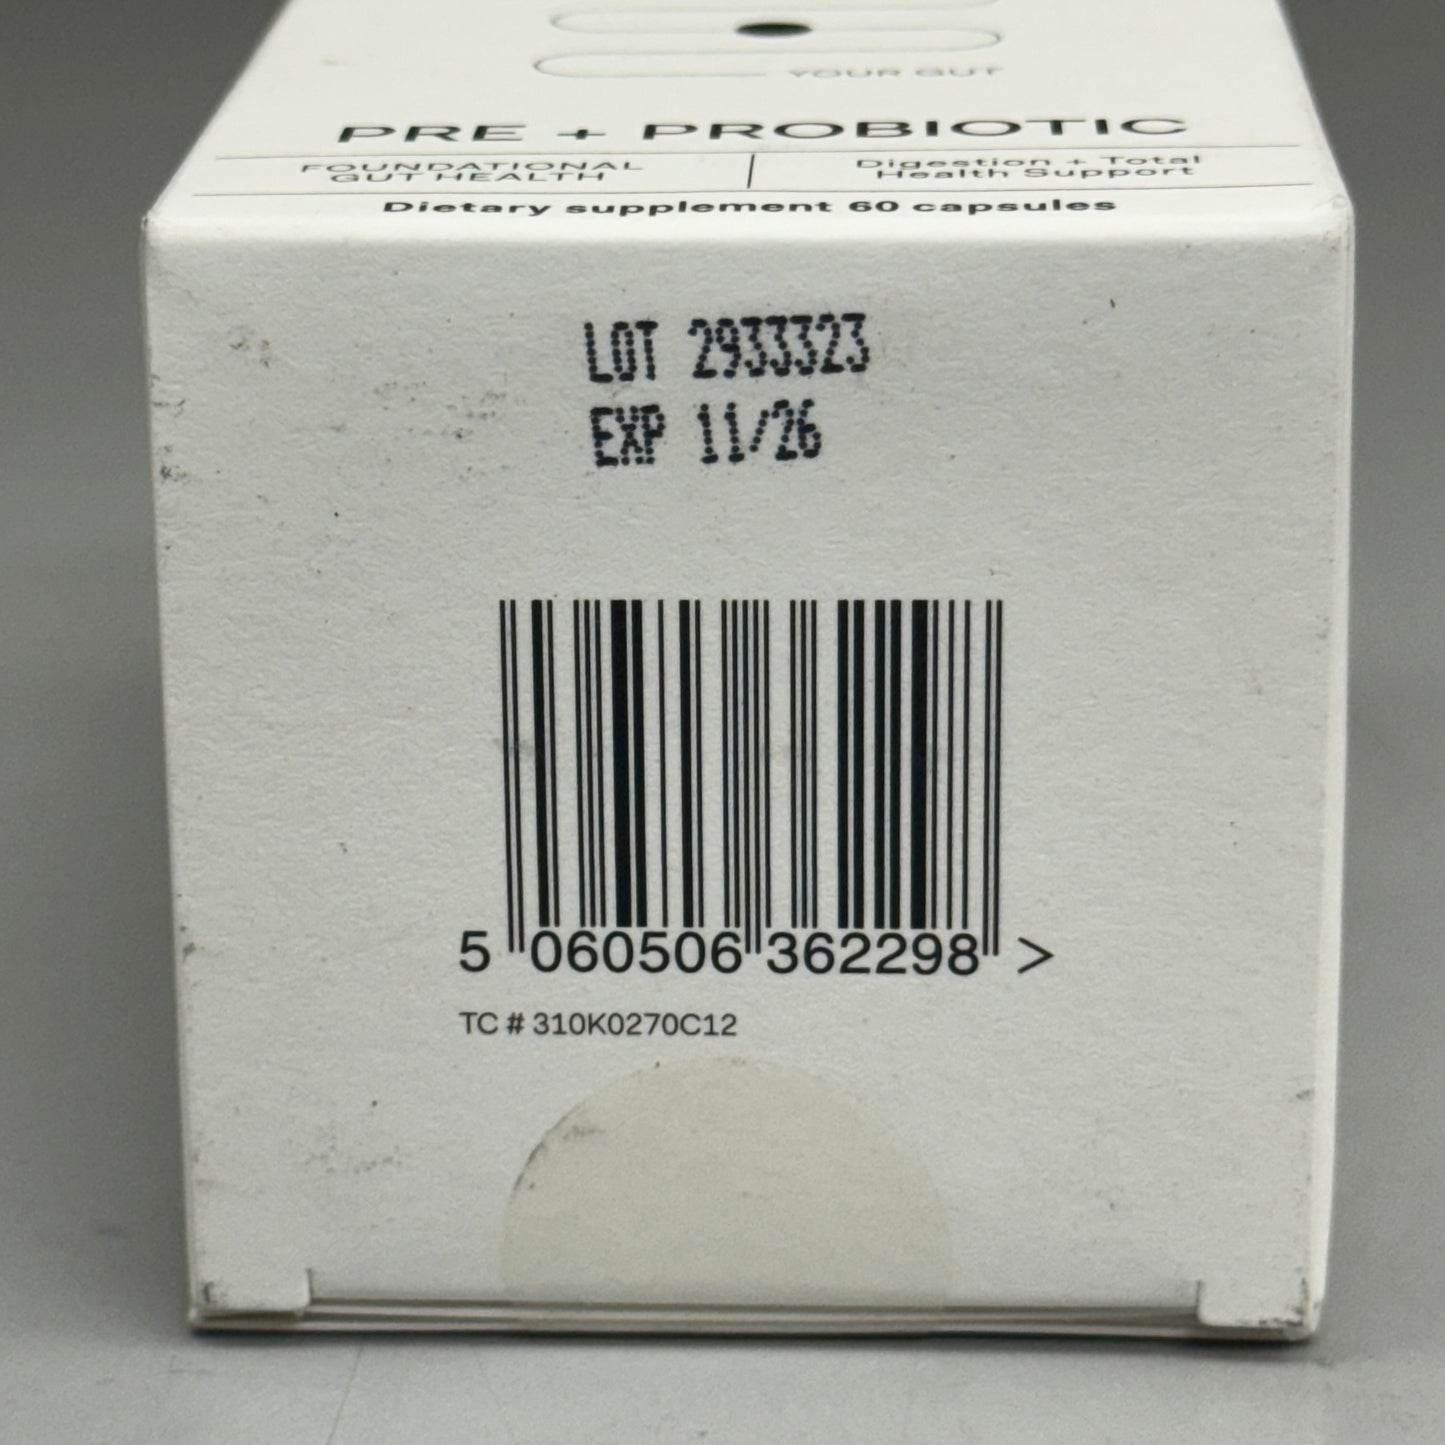 YOUR GUT
PRE + PROBIOTIC
FOUNDATIONAL
GUT HEALTH
Digestion + Total
Health Support
Dietary supplement 60 capsules
LOT 2933323
EXP 11/26
5 060506 362298 >
TC # 310K0270C12